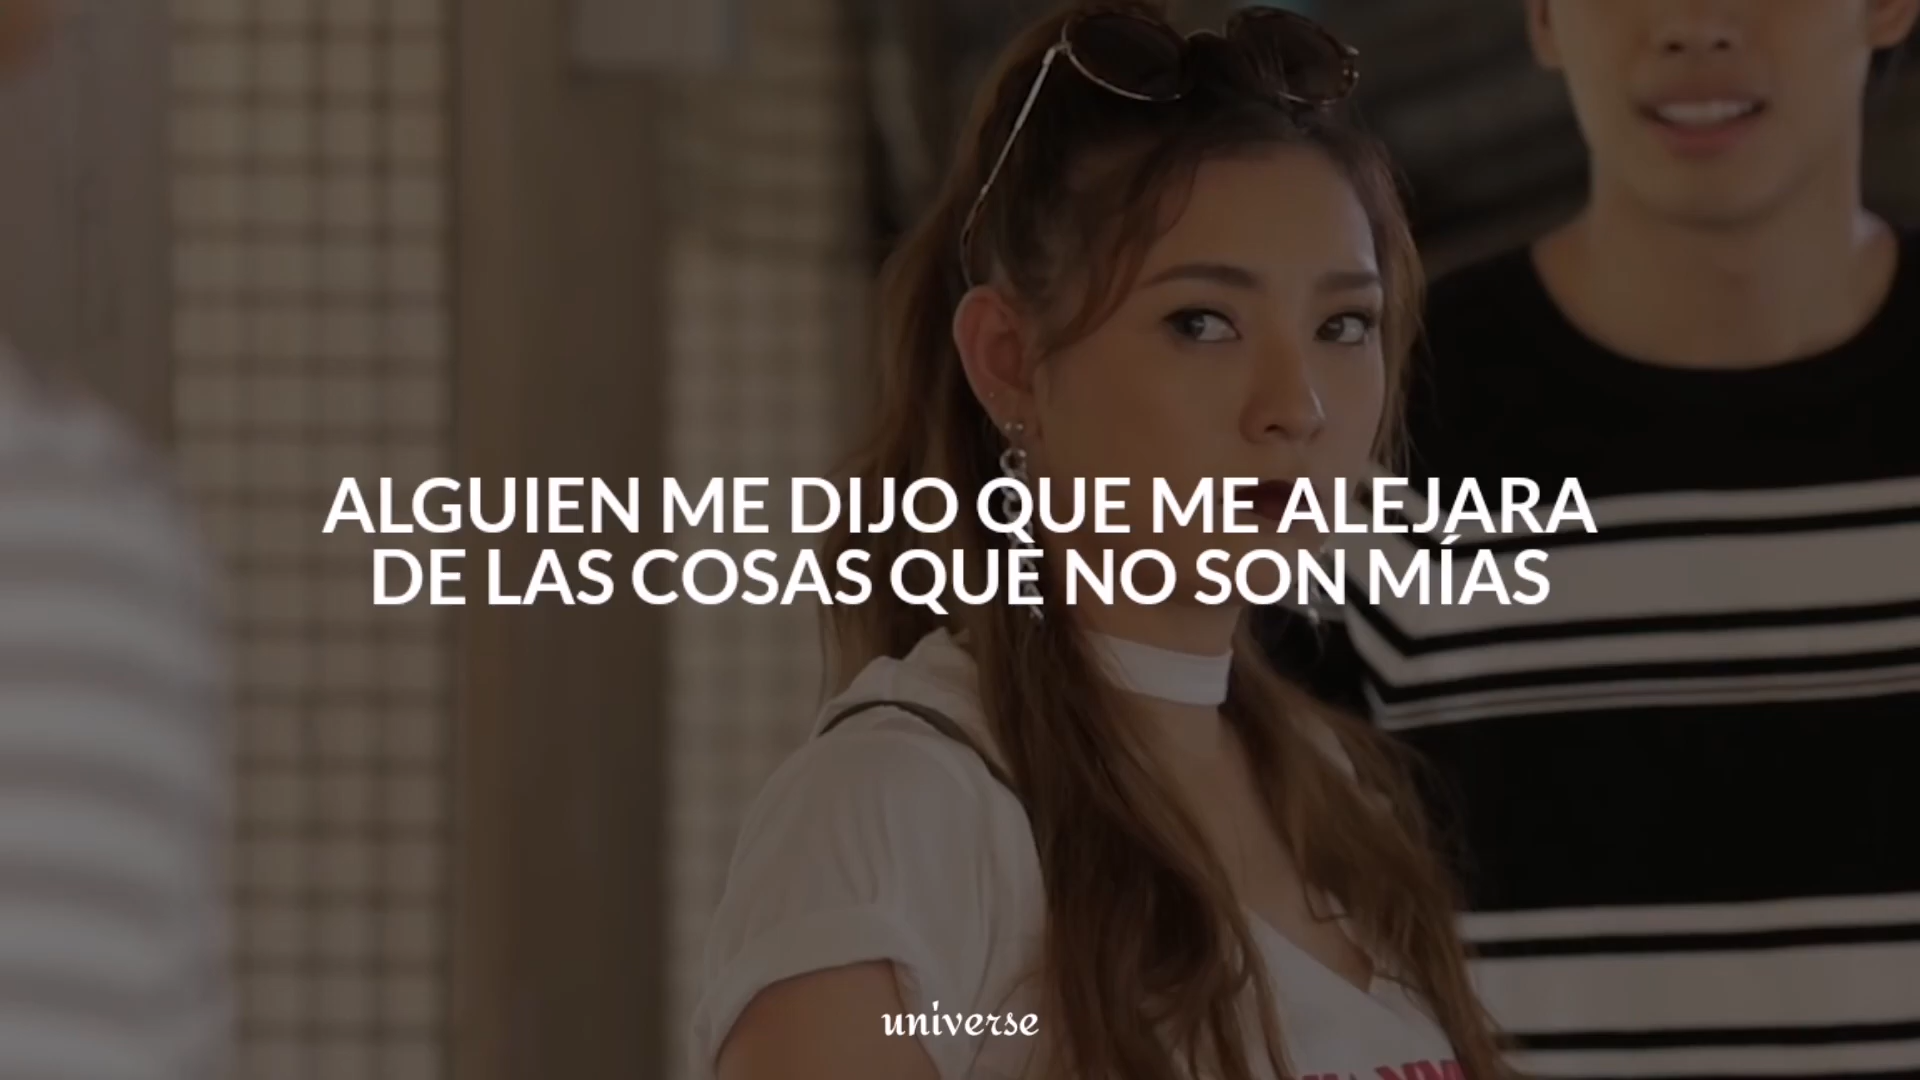 ALGUIEN ME DIJO QUE ME ALEJARA
DE LAS COSAS QUE NO SON MÍAS
universe